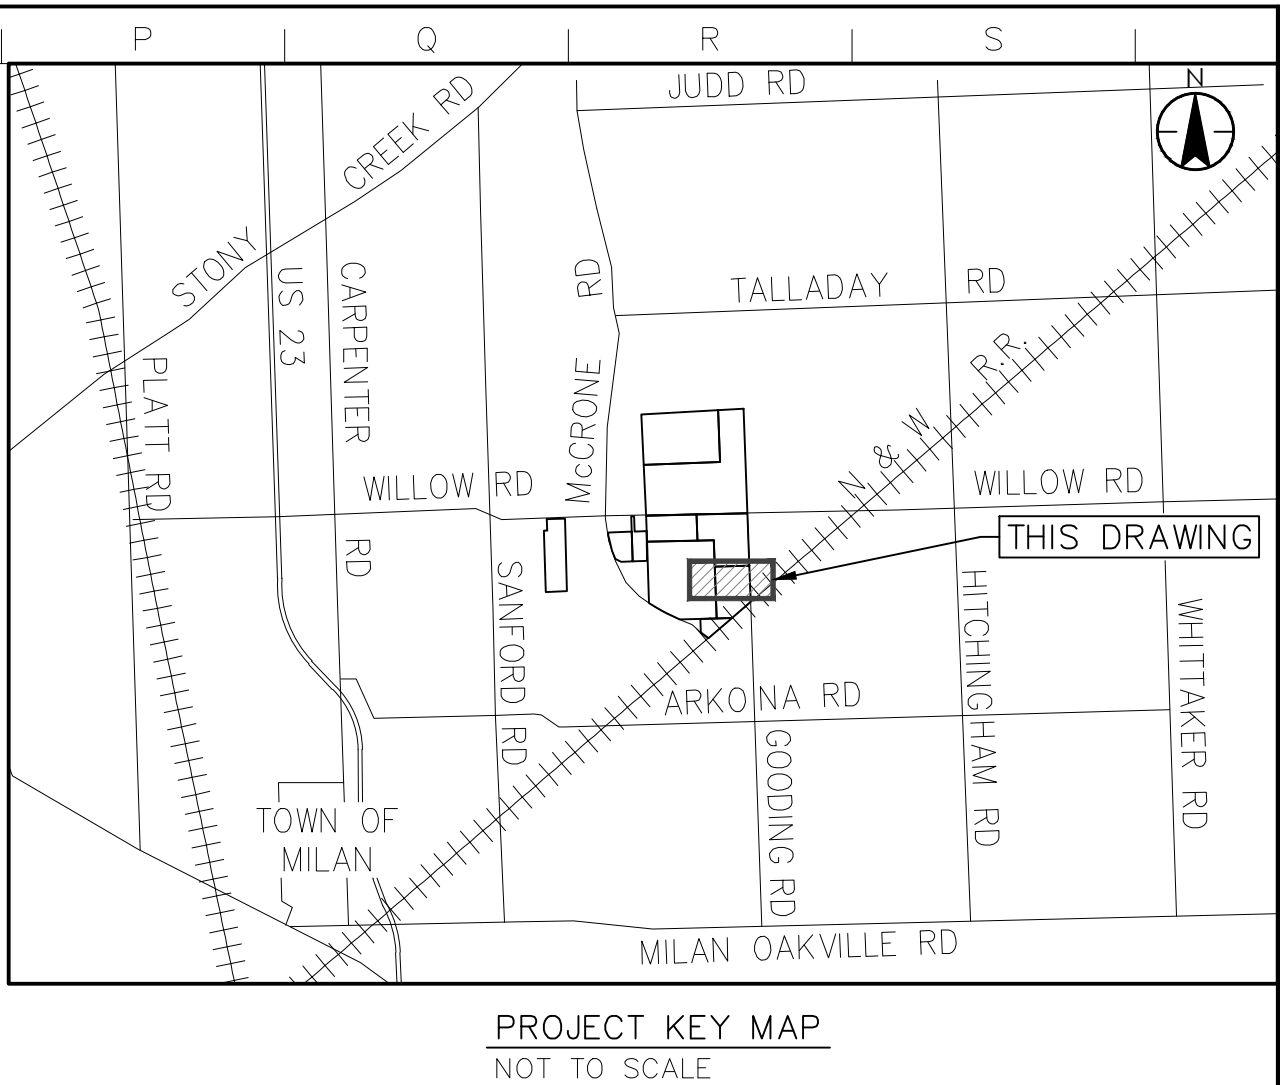 P Q R S
JUDD RD
N
STONY CREEK RD
US 23
CARPENTER RD
McCRONE RD
TALLADAY RD
PLATT RD
N & W R.R.
WILLOW RD
WILLOW RD
THIS DRAWING
SANFORD RD
HITCHINGHAM RD
WHITTAKER RD
ARKONA RD
GOODING RD
TOWN OF
MILAN
MILAN OAKVILLE RD
PROJECT KEY MAP
NOT TO SCALE